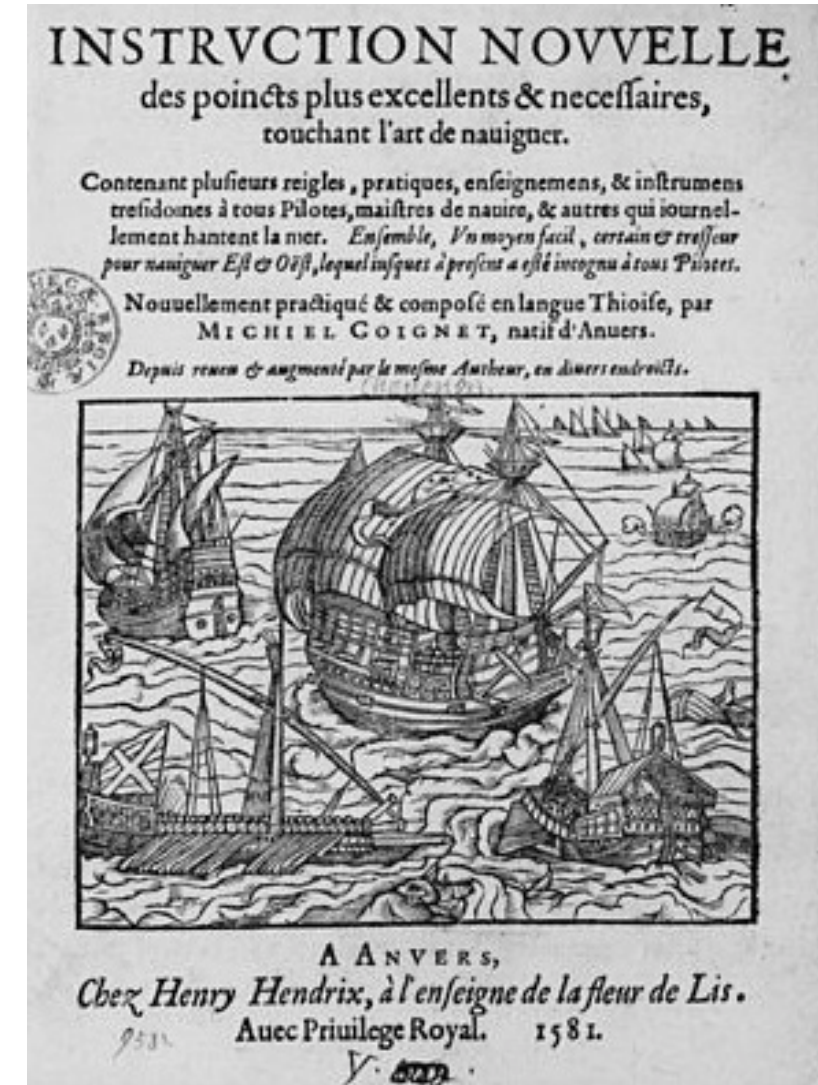 INSTRVCTION NOVVELLE
des poincts plus excellents & neceſſaires,
touchant l'art de nauiguer.
Contenant pluſieurs reigles, pratiques, enſeignemens, & inſtrumens
treſidoines à tous Pilotes, maiſtres de nauire, & autres qui iournel-
lement hantent la mer. Enſemble, Vn moyen facil, certain & treſſeur
pour nauiguer Eſt & Oëſt, lequel iuſques à preſent a eſté incognu à tous Pilotes.
Nouuellement practiqué & compoſé en langue Thioiſe, par
MICHIEL COIGNET, natif d'Anuers.
Depuis reueu & augmenté par le meſme Autheur, en diuers endroicts.
A ANVERS,
Chez Henry Hendrix, à l'enſeigne de la fleur de Lis.
Auec Priuilege Royal. 1581.
Y.